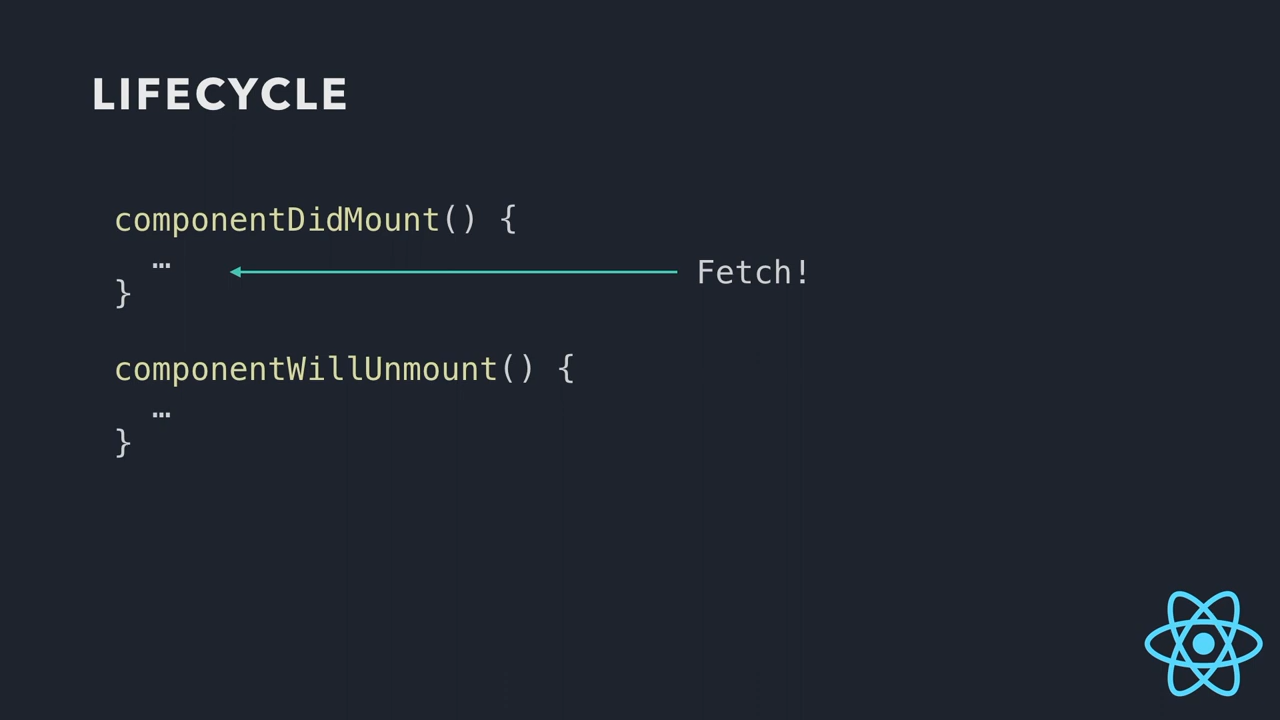 LIFECYCLE
componentDidMount() {
…
Fetch!
}
componentWillUnmount() {
…
}